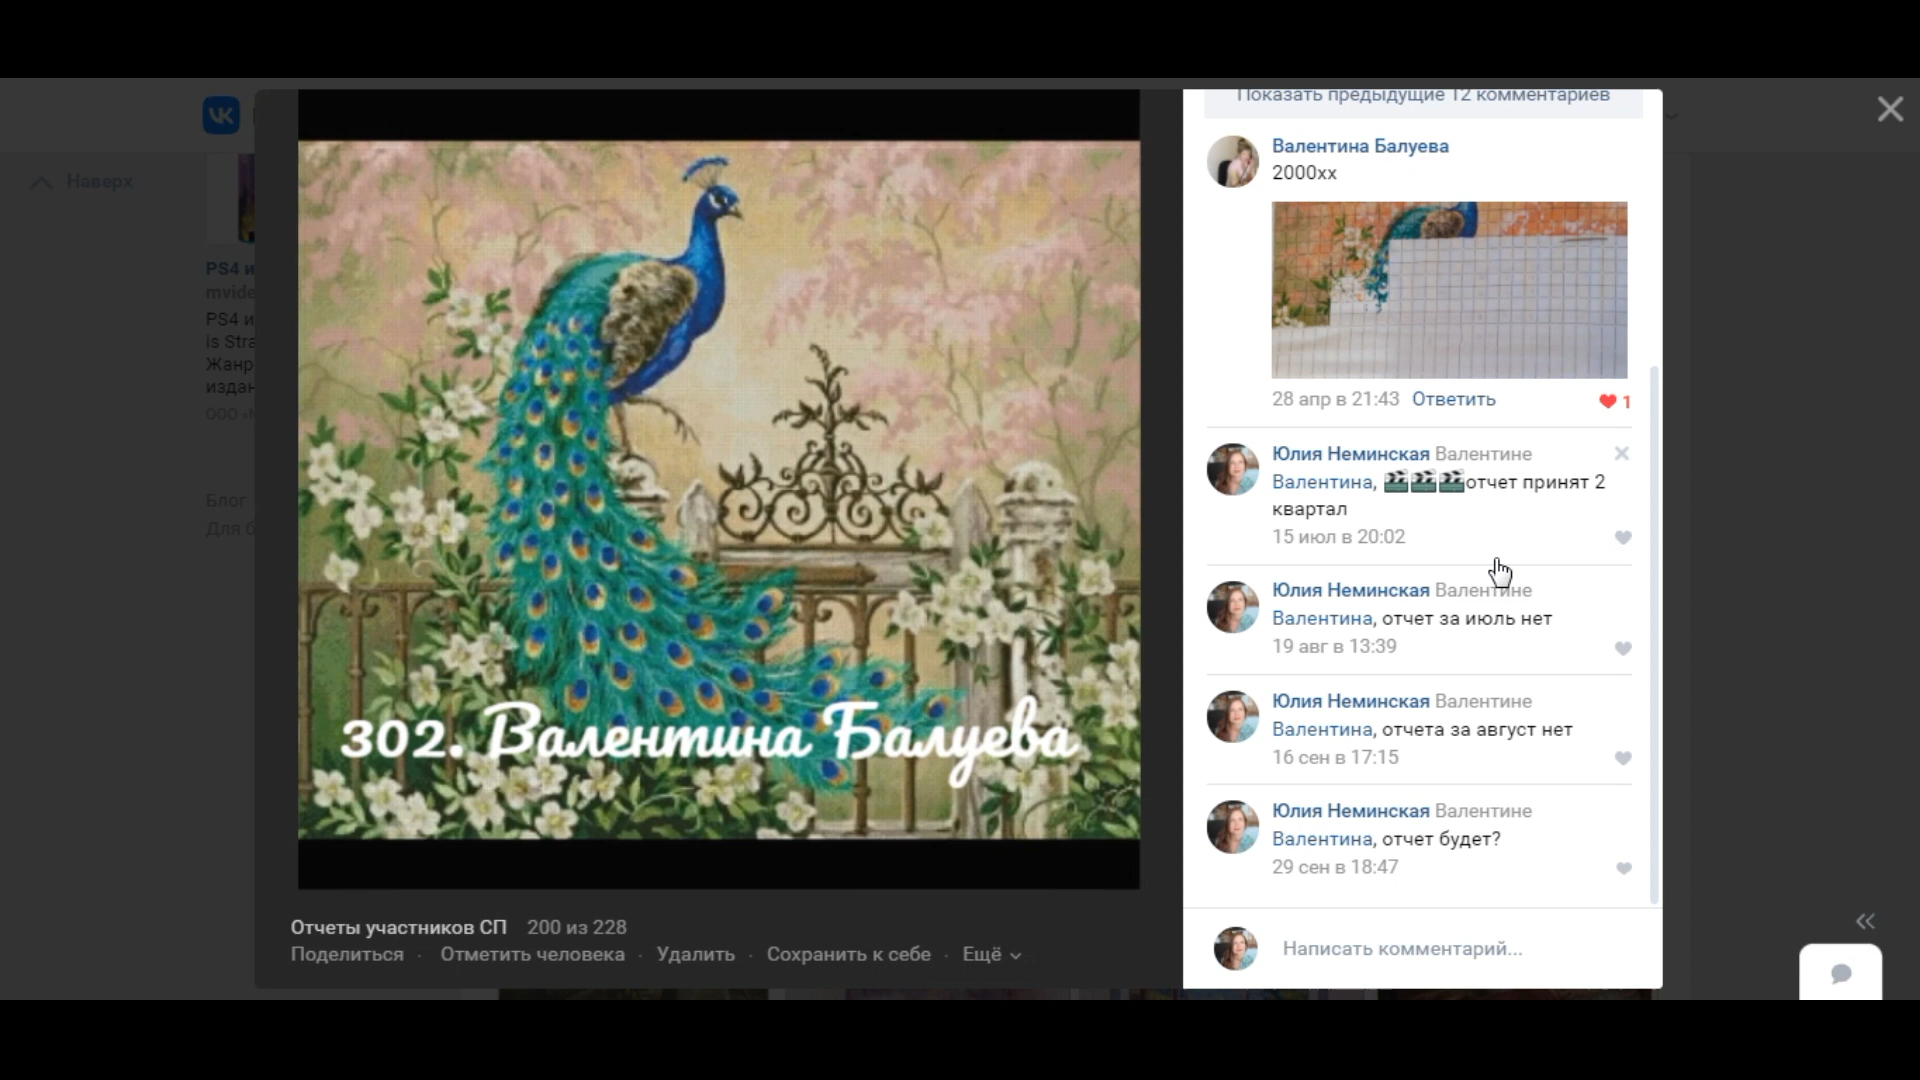 Показать предыдущие 12 комментариев
Наверх
Валентина Балуева
2000хх
28 апр в 21:43 Ответить
1
Юлия Неминская Валентине
Валентина, 🎬🎬🎬отчет принят 2
квартал
15 июл в 20:02
Юлия Неминская Валентине
Валентина, отчет за июль нет
19 авг в 13:39
Юлия Неминская Валентине
Валентина, отчета за август нет
16 сен в 17:15
Юлия Неминская Валентине
Валентина, отчет будет?
29 сен в 18:47
Написать комментарий...
302. Валентина Балуева
Отчеты участников СП 200 из 228
Поделиться · Отметить человека · Удалить · Сохранить к себе · Ещё
PS4 и
mvide
PS4 и
is Stra
Жанр
издан
Блог
Для б